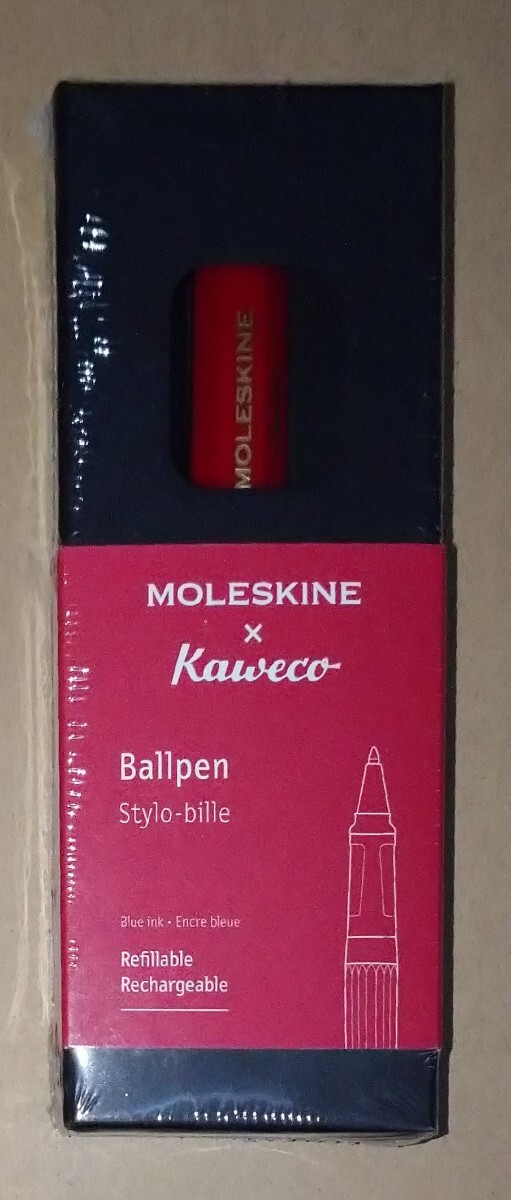 MOLESKINE
MOLESKINE
×
Kaweco
Ballpen
Stylo-bille
Blue ink • Encre bleue
Refillable
Rechargeable